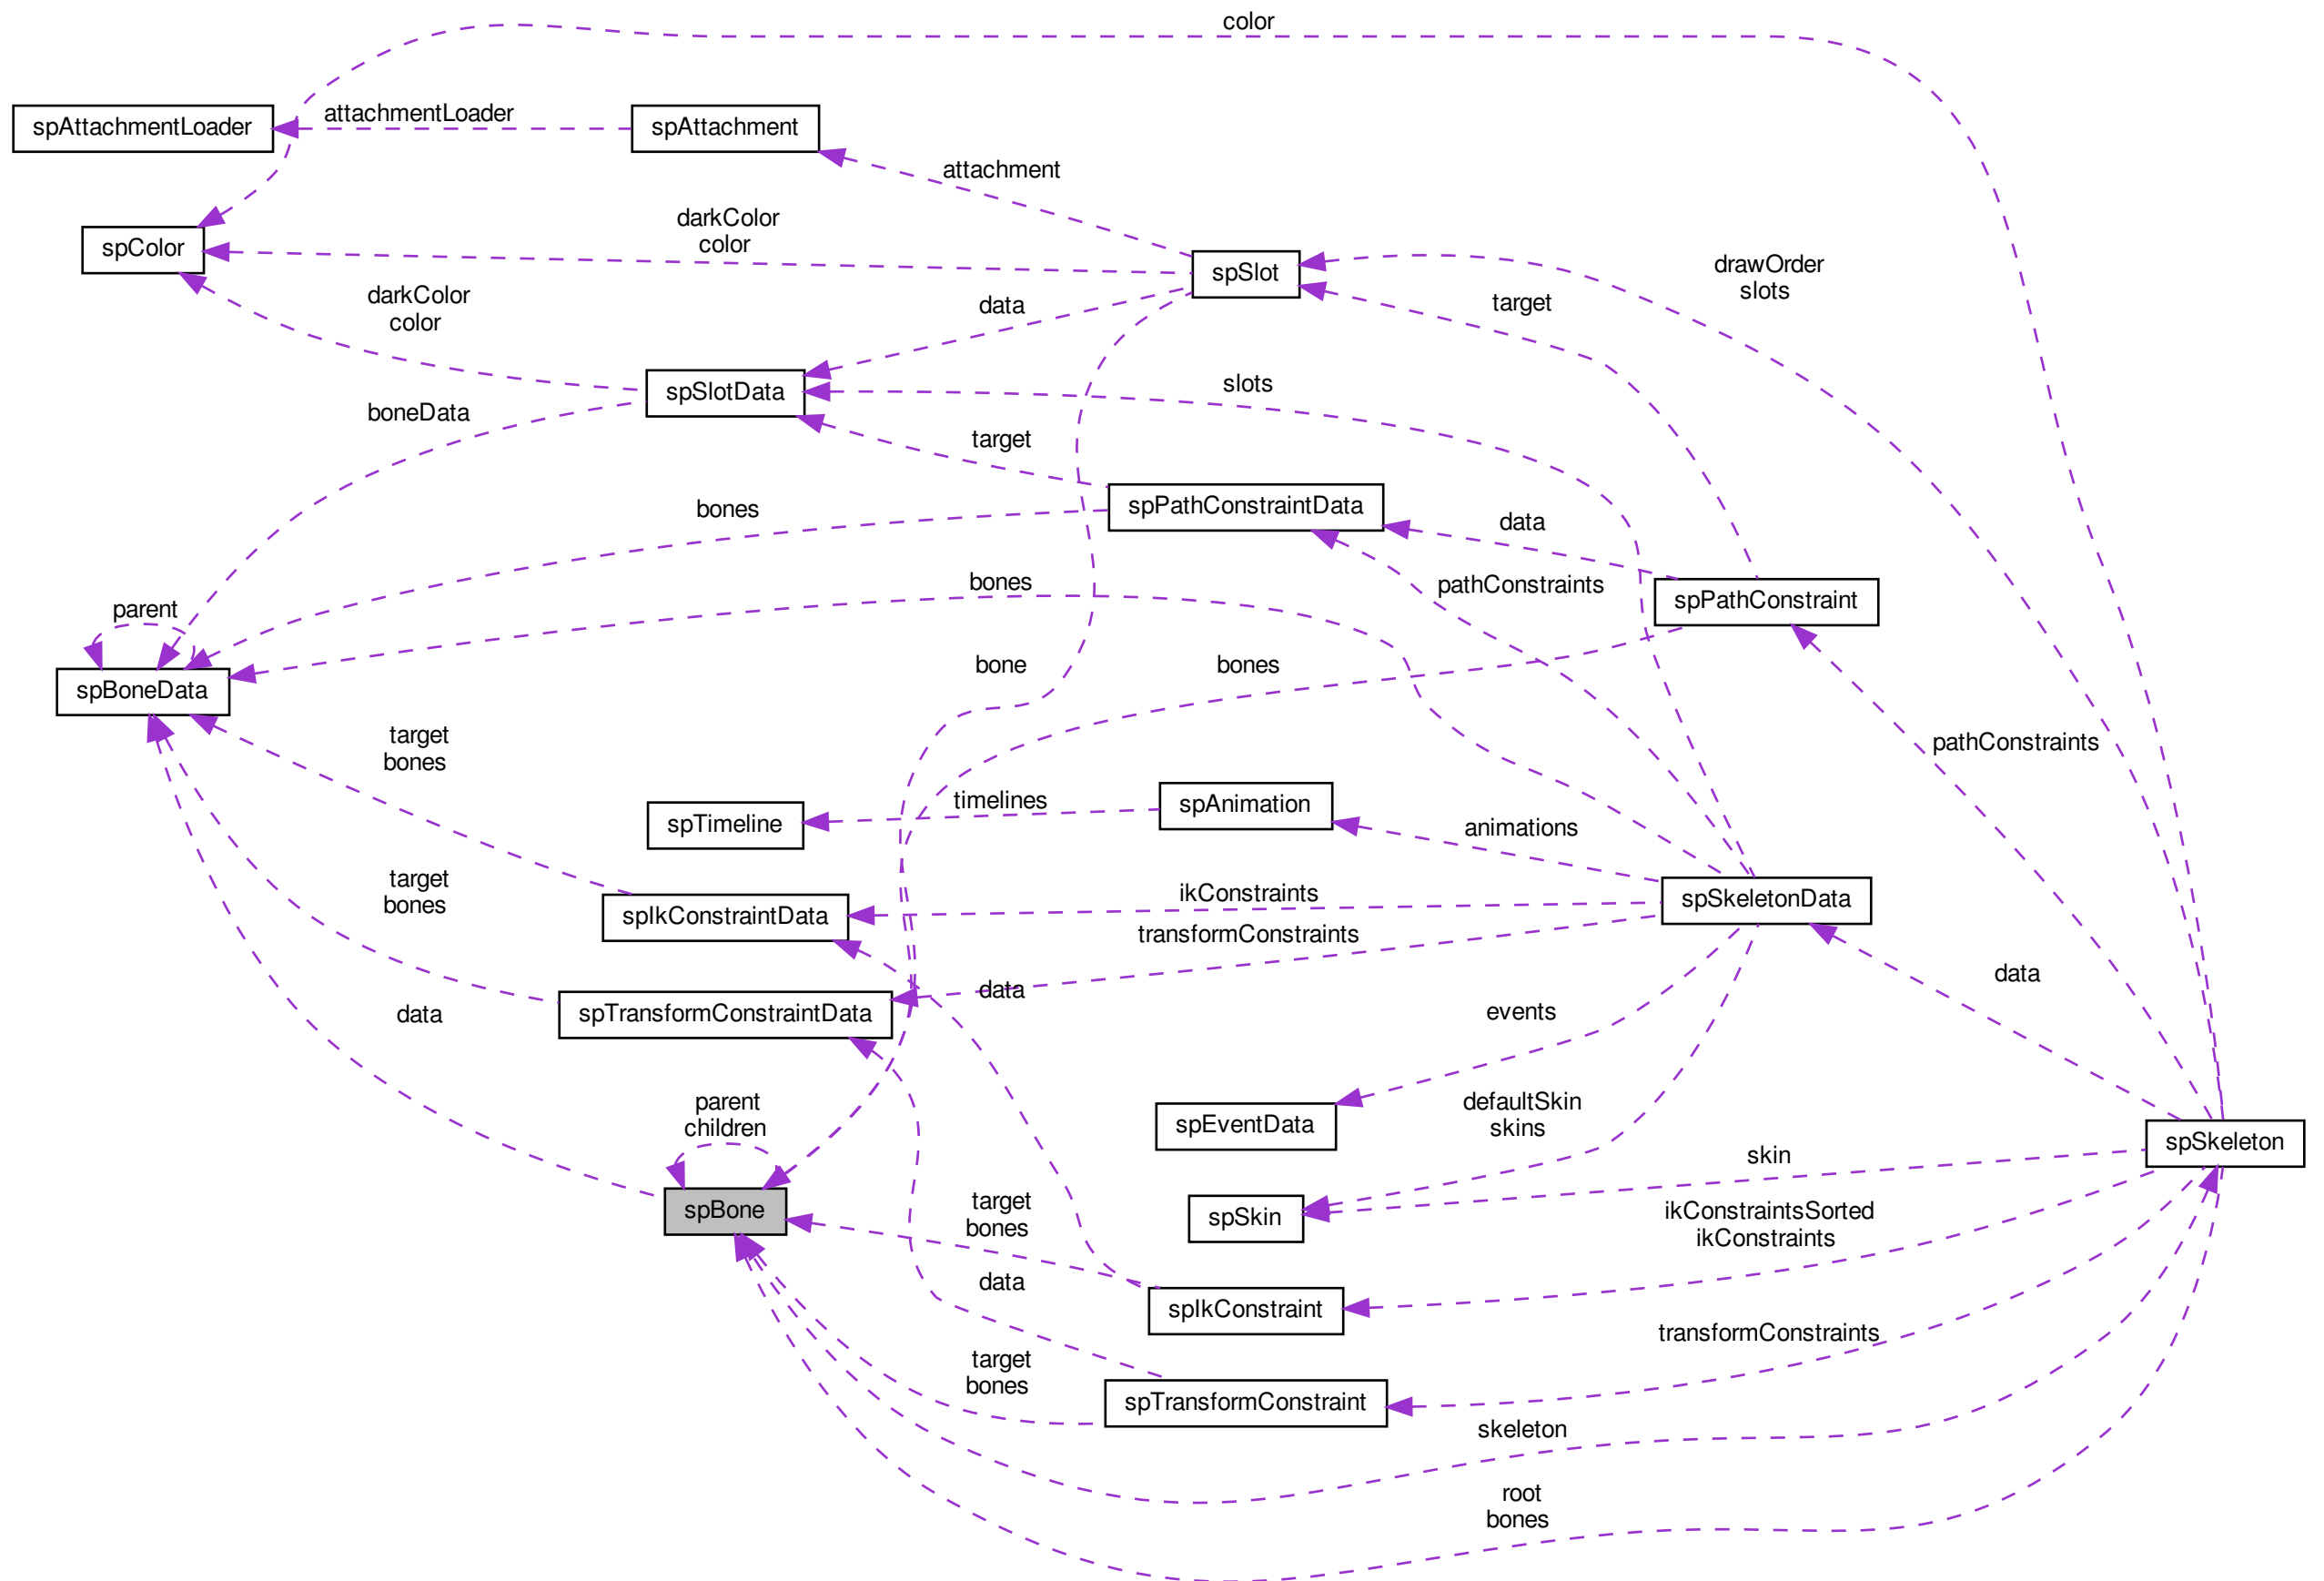 color
spAttachmentLoader
attachmentLoader
spAttachment
attachment
spColor
darkColor
color
spSlot
drawOrder
slots
darkColor
color
data
target
spSlotData
slots
boneData
target
spPathConstraintData
bones
data
bones
pathConstraints
spPathConstraint
parent
spBoneData
bone
bones
target
bones
pathConstraints
spTimeline
timelines
spAnimation
animations
target
bones
spIkConstraintData
ikConstraints
spSkeletonData
transformConstraints
data
spTransformConstraintData
data
data
events
parent
children
spEventData
defaultSkin
skins
spSkeleton
spBone
target
bones
spSkin
skin
ikConstraintsSorted
ikConstraints
data
spIkConstraint
transformConstraints
target
bones
spTransformConstraint
skeleton
root
bones